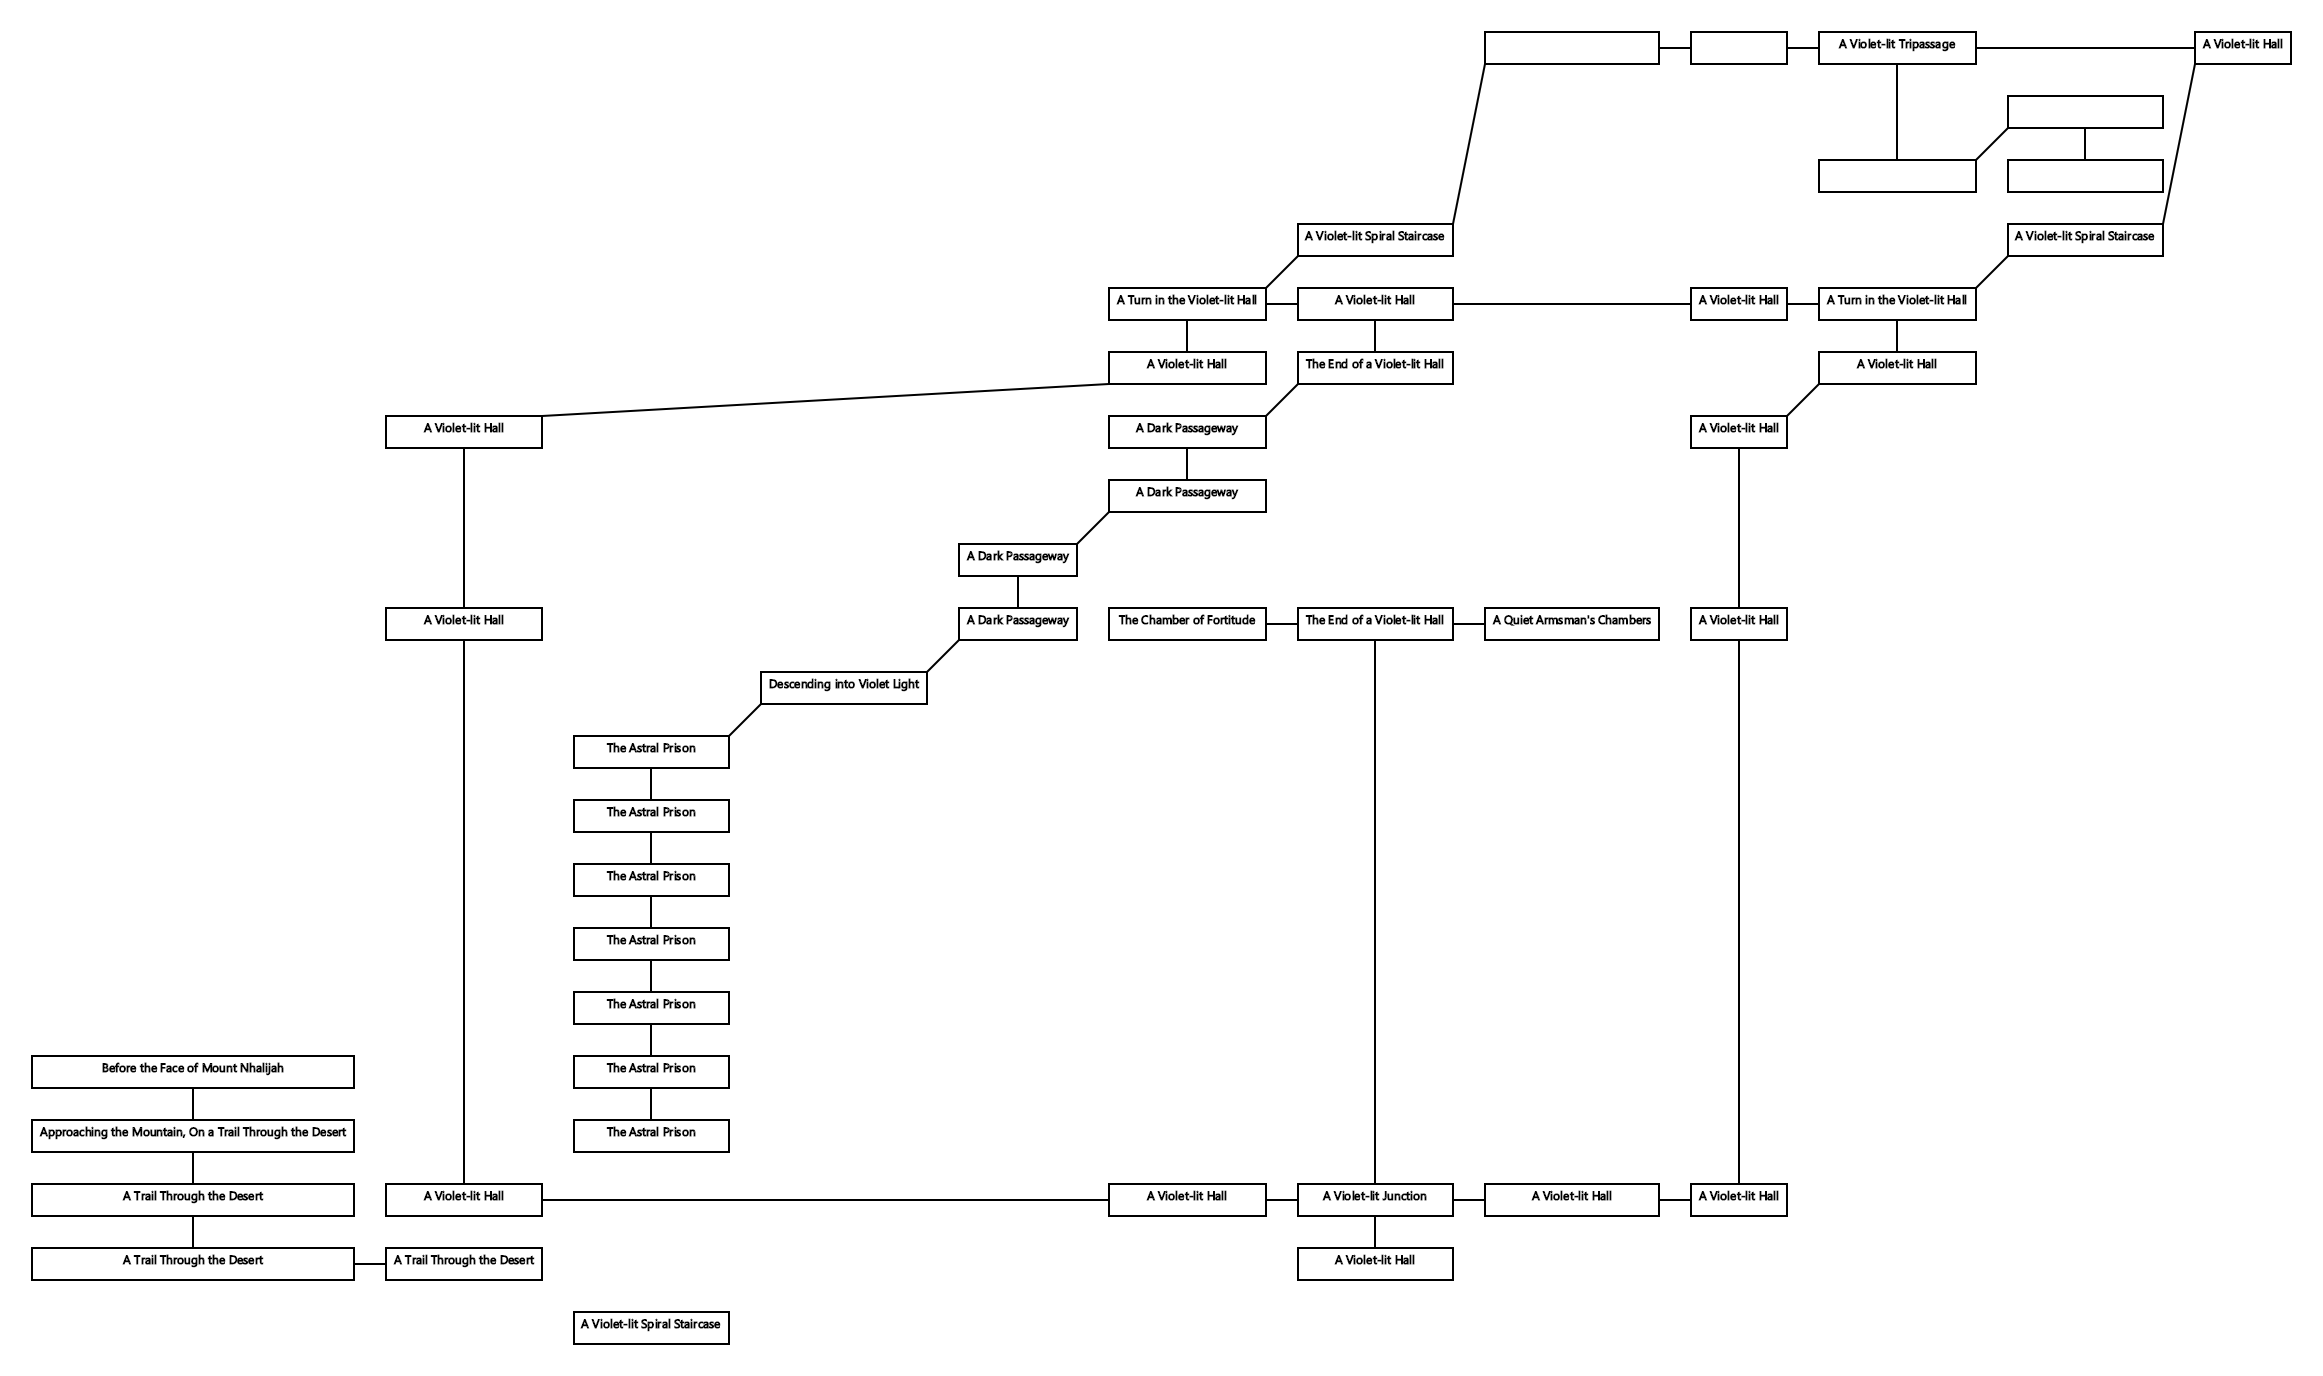 A Violet-lit Tripassage
A Violet-lit Hall
A Violet-lit Spiral Staircase
A Violet-lit Spiral Staircase
A Turn in the Violet-lit Hall
A Violet-lit Hall
A Violet-lit Hall
A Turn in the Violet-lit Hall
A Violet-lit Hall
The End of a Violet-lit Hall
A Violet-lit Hall
A Violet-lit Hall
A Dark Passageway
A Violet-lit Hall
A Dark Passageway
A Dark Passageway
A Violet-lit Hall
A Dark Passageway
The Chamber of Fortitude
The End of a Violet-lit Hall
A Quiet Armsman's Chambers
A Violet-lit Hall
Descending into Violet Light
The Astral Prison
The Astral Prison
The Astral Prison
The Astral Prison
The Astral Prison
Before the Face of Mount Nhalijah
The Astral Prison
Approaching the Mountain, On a Trail Through the Desert
The Astral Prison
A Trail Through the Desert
A Violet-lit Hall
A Violet-lit Hall
A Violet-lit Junction
A Violet-lit Hall
A Violet-lit Hall
A Trail Through the Desert
A Trail Through the Desert
A Violet-lit Hall
A Violet-lit Spiral Staircase